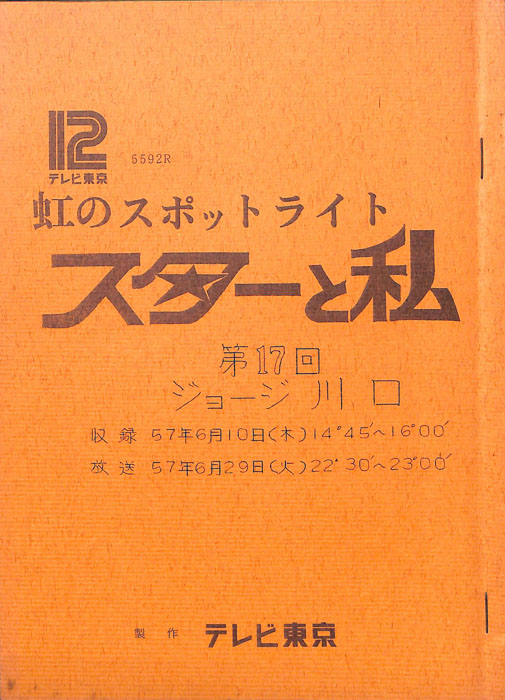 12
テレビ東京
5592R
虹のスポットライト
スターと私
第17回
ジョージ川口
収録 57年6月10日(木)14°45′～16°00′
放送 57年6月29日(火)22°30′～23°00′
製作 テレビ東京